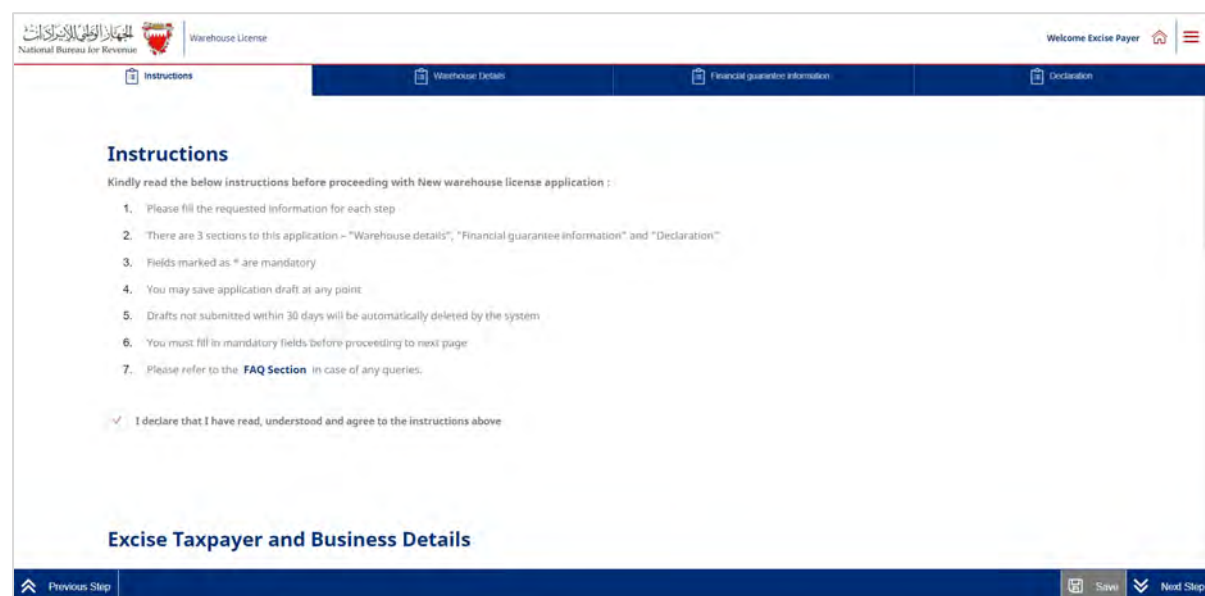 الجهاز الوطني للإيرادات
National Bureau for Revenue
Warehouse License
Welcome Excise Payer
Instructions
Warehouse Details
Financial guarantee information
Declaration
Instructions
Kindly read the below instructions before proceeding with New warehouse license application :
1. Please fill the requested information for each step
2. There are 3 sections to this application – "Warehouse details", "Financial guarantee information" and "Declaration"
3. Fields marked as * are mandatory
4. You may save application draft at any point
5. Drafts not submitted within 30 days will be automatically deleted by the system
6. You must fill in mandatory fields before proceeding to next page
7. Please refer to the FAQ Section in case of any queries.
I declare that I have read, understood and agree to the instructions above
Excise Taxpayer and Business Details
Previous Step
Save
Next Step